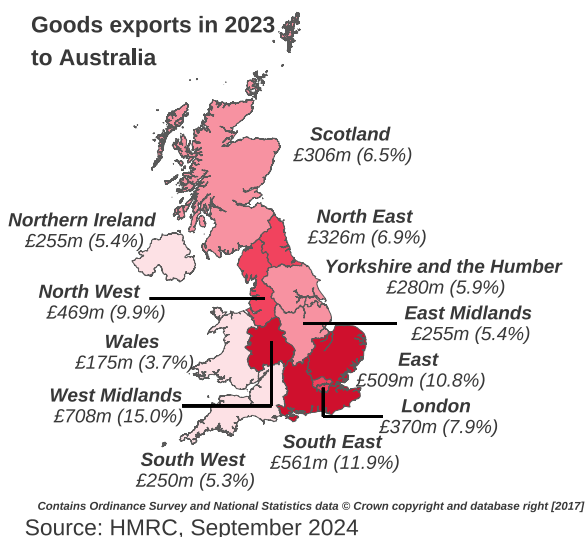 Goods exports in 2023
to Australia
Scotland
£306m (6.5%)
Northern Ireland
£255m (5.4%)
North East
£326m (6.9%)
Yorkshire and the Humber
£280m (5.9%)
North West
£469m (9.9%)
East Midlands
£255m (5.4%)
Wales
£175m (3.7%)
East
£509m (10.8%)
West Midlands
£708m (15.0%)
London
£370m (7.9%)
South East
£561m (11.9%)
South West
£250m (5.3%)
Contains Ordinance Survey and National Statistics data © Crown copyright and database right [2017]
Source: HMRC, September 2024